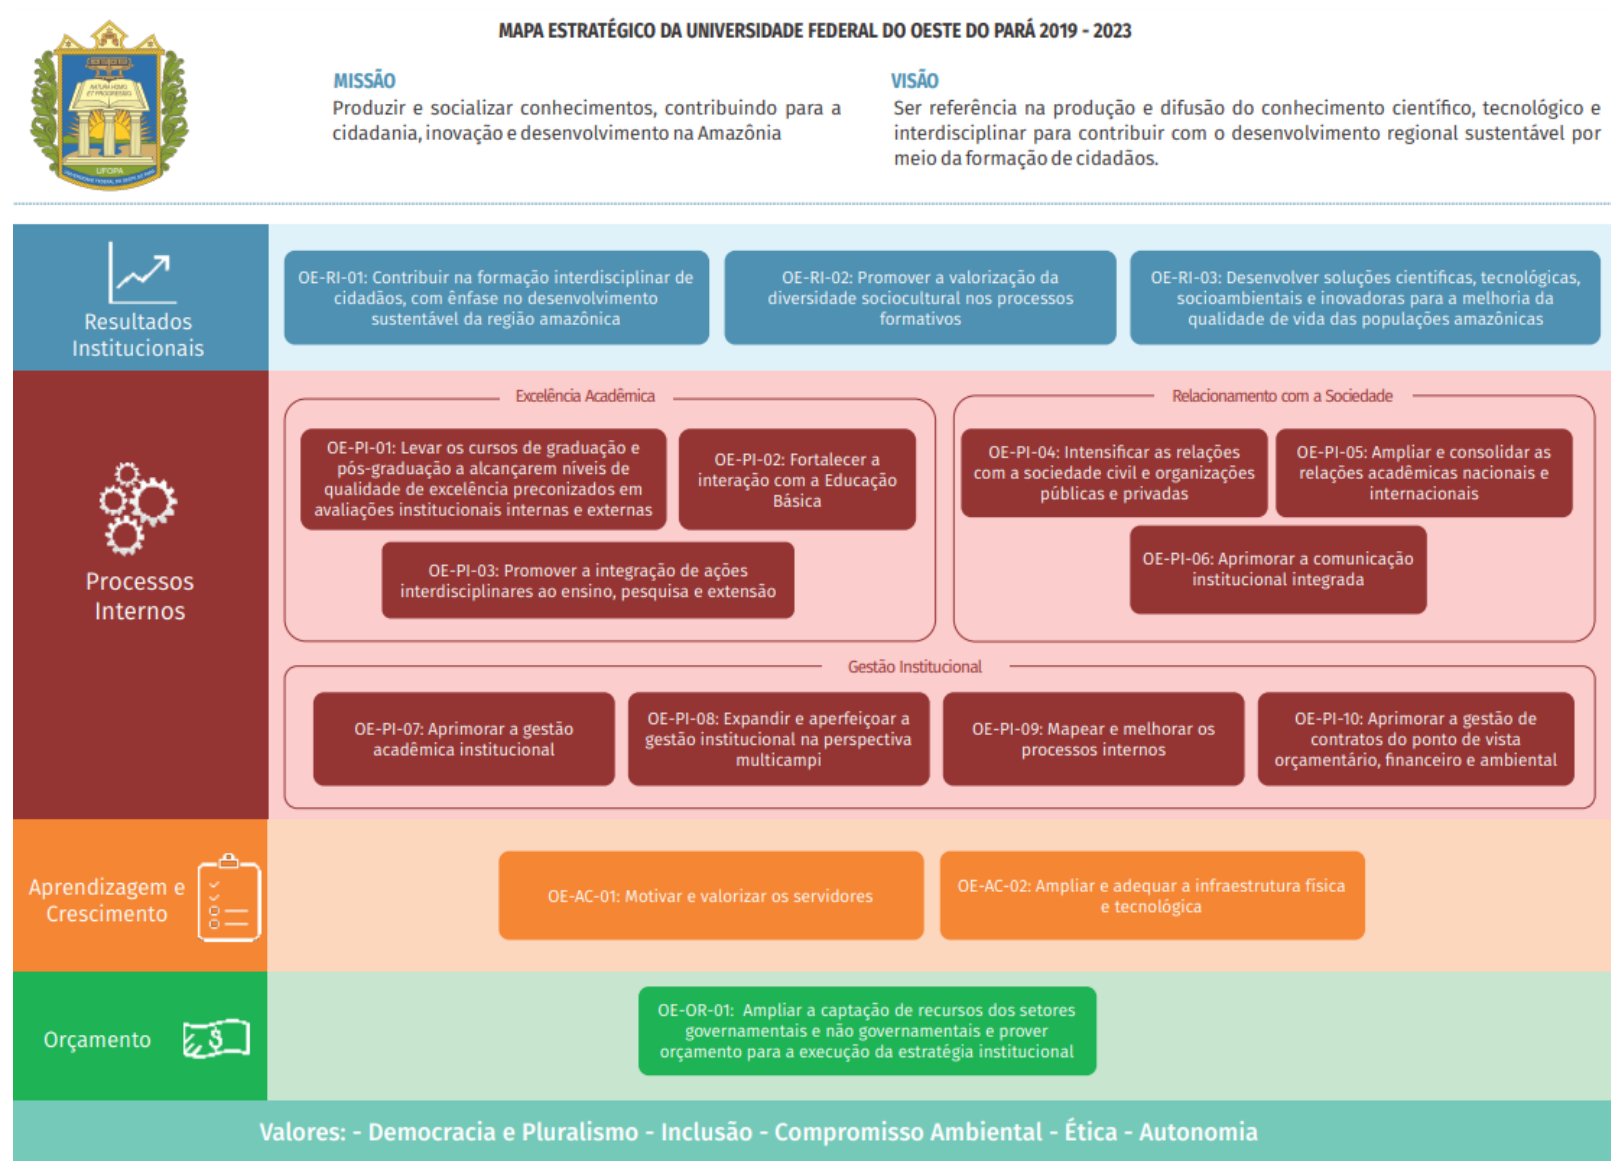 MAPA ESTRATÉGICO DA UNIVERSIDADE FEDERAL DO OESTE DO PARÁ 2019 - 2023
MISSÃO
Produzir e socializar conhecimentos, contribuindo para a
cidadania, inovação e desenvolvimento na Amazônia
VISÃO
Ser referência na produção e difusão do conhecimento científico, tecnológico e
interdisciplinar para contribuir com o desenvolvimento regional sustentável por
meio da formação de cidadãos.
UFOPA
Resultados
Institucionais
OE-RI-01: Contribuir na formação interdisciplinar de
cidadãos, com ênfase no desenvolvimento
sustentável da região amazônica
OE-RI-02: Promover a valorização da
diversidade sociocultural nos processos
formativos
OE-RI-03: Desenvolver soluções cientificas, tecnológicas,
socioambientais e inovadoras para a melhoria da
qualidade de vida das populações amazônicas
Processos
Internos
Excelência Acadêmica
OE-PI-01: Levar os cursos de graduação e
pós-graduação a alcançarem níveis de
qualidade de excelência preconizados em
avaliações institucionais internas e externas
OE-PI-02: Fortalecer a
interação com a Educação
Básica
OE-PI-03: Promover a integração de ações
interdisciplinares ao ensino, pesquisa e extensão
Relacionamento com a Sociedade
OE-PI-04: Intensificar as relações
com a sociedade civil e organizações
públicas e privadas
OE-PI-05: Ampliar e consolidar as
relações acadêmicas nacionais e
internacionais
OE-PI-06: Aprimorar a comunicação
institucional integrada
Gestão Institucional
OE-PI-07: Aprimorar a gestão
acadêmica institucional
OE-PI-08: Expandir e aperfeiçoar a
gestão institucional na perspectiva
multicampi
OE-PI-09: Mapear e melhorar os
processos internos
OE-PI-10: Aprimorar a gestão de
contratos do ponto de vista
orçamentário, financeiro e ambiental
Aprendizagem e
Crescimento
OE-AC-01: Motivar e valorizar os servidores
OE-AC-02: Ampliar e adequar a infraestrutura física
e tecnológica
Orçamento
$
OE-OR-01: Ampliar a captação de recursos dos setores
governamentais e não governamentais e prover
orçamento para a execução da estratégia institucional
Valores: - Democracia e Pluralismo - Inclusão - Compromisso Ambiental - Ética - Autonomia